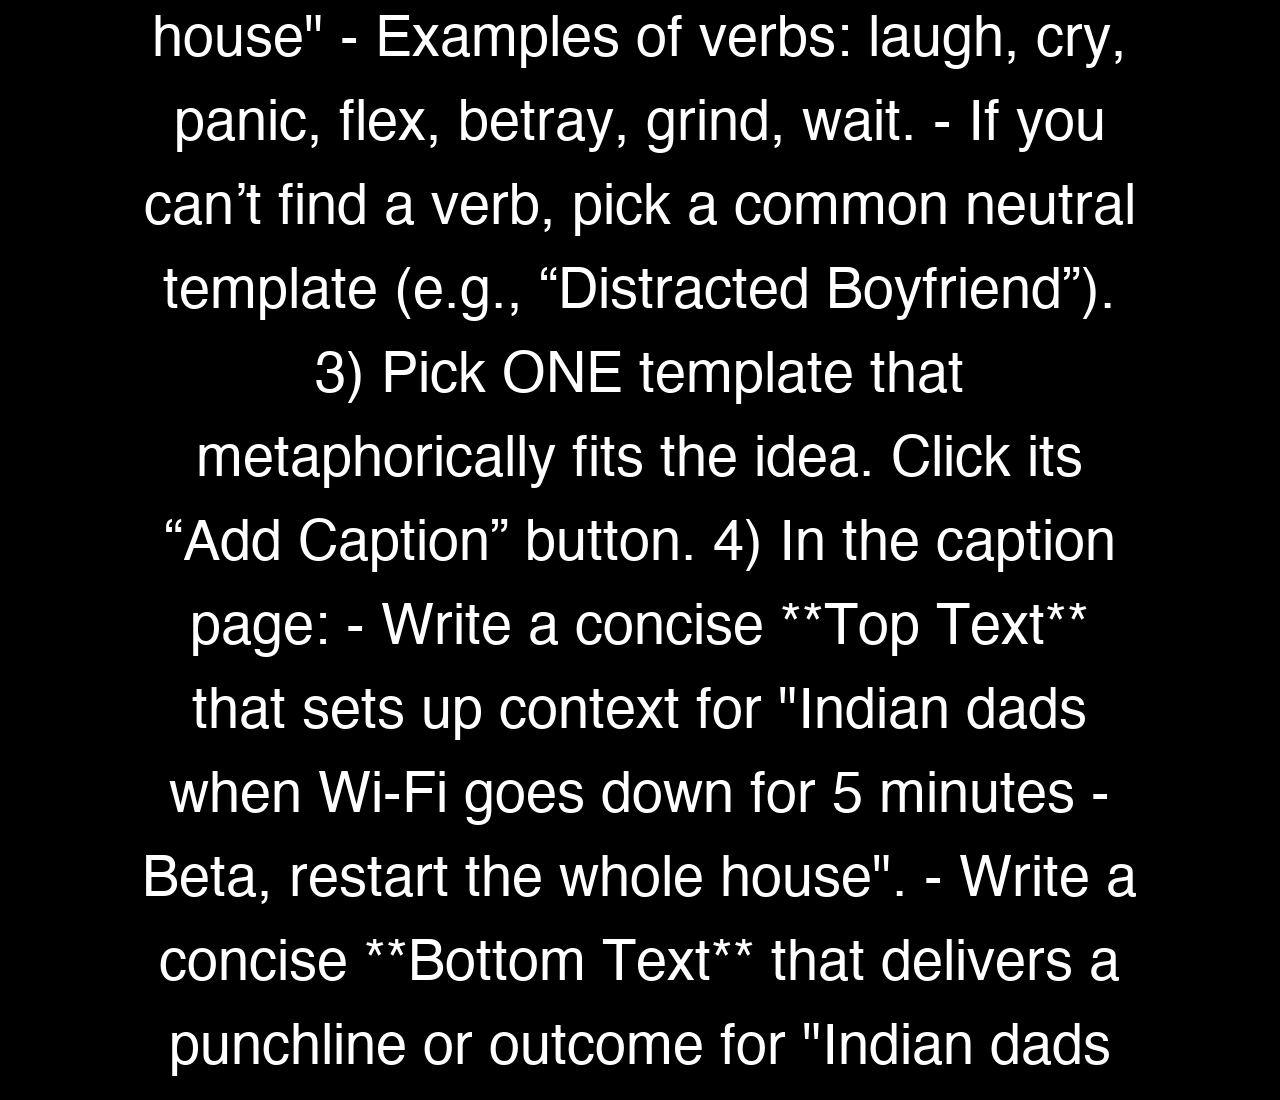 house" - Examples of verbs: laugh, cry,
panic, flex, betray, grind, wait. - If you
can’t find a verb, pick a common neutral
template (e.g., “Distracted Boyfriend”).
3) Pick ONE template that
metaphorically fits the idea. Click its
“Add Caption” button. 4) In the caption
page: - Write a concise **Top Text**
that sets up context for "Indian dads
when Wi-Fi goes down for 5 minutes -
Beta, restart the whole house". - Write a
concise **Bottom Text** that delivers a
punchline or outcome for "Indian dads